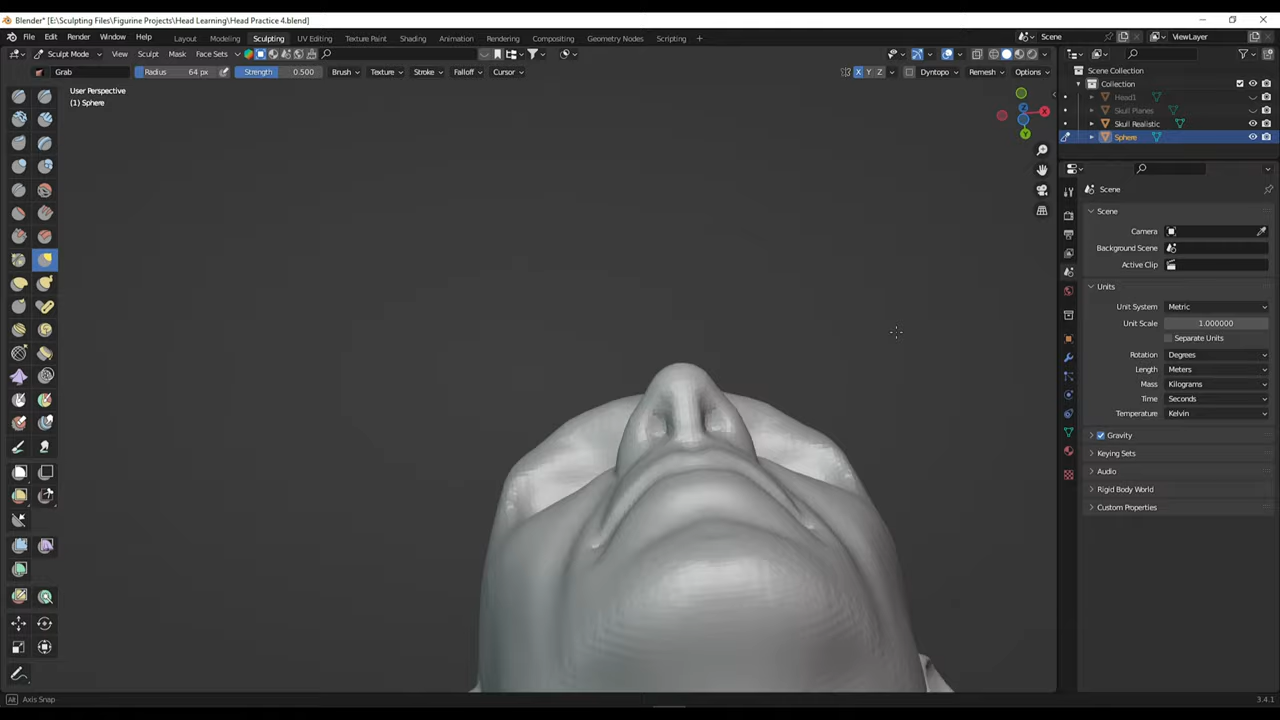 Blender* [E:\Sculpting Files\Figurine Projects\Head Learning\Head Practice 4.blend]
File Edit Render Window Help Layout Modeling Sculpting UV Editing Texture Paint Shading Animation Rendering Compositing Geometry Nodes Scripting + Scene ViewLayer
Sculpt Mode View Sculpt Mask Face Sets
Grab Radius 64 px Strength 0.500 Brush Texture Stroke Falloff Cursor X Y Z Dyntopo Remesh Options
User Perspective
(1) Sphere
X
Y
Z
Scene Collection
Collection
Head1
Skull Planes
Skull Realistic
Sphere
Scene
Scene
Camera
Background Scene
Active Clip
Units
Unit System Metric
Unit Scale 1.000000
Separate Units
Rotation Degrees
Length Meters
Mass Kilograms
Time Seconds
Temperature Kelvin
Gravity
Keying Sets
Audio
Rigid Body World
Custom Properties
Alt Axis Snap 3.4.1